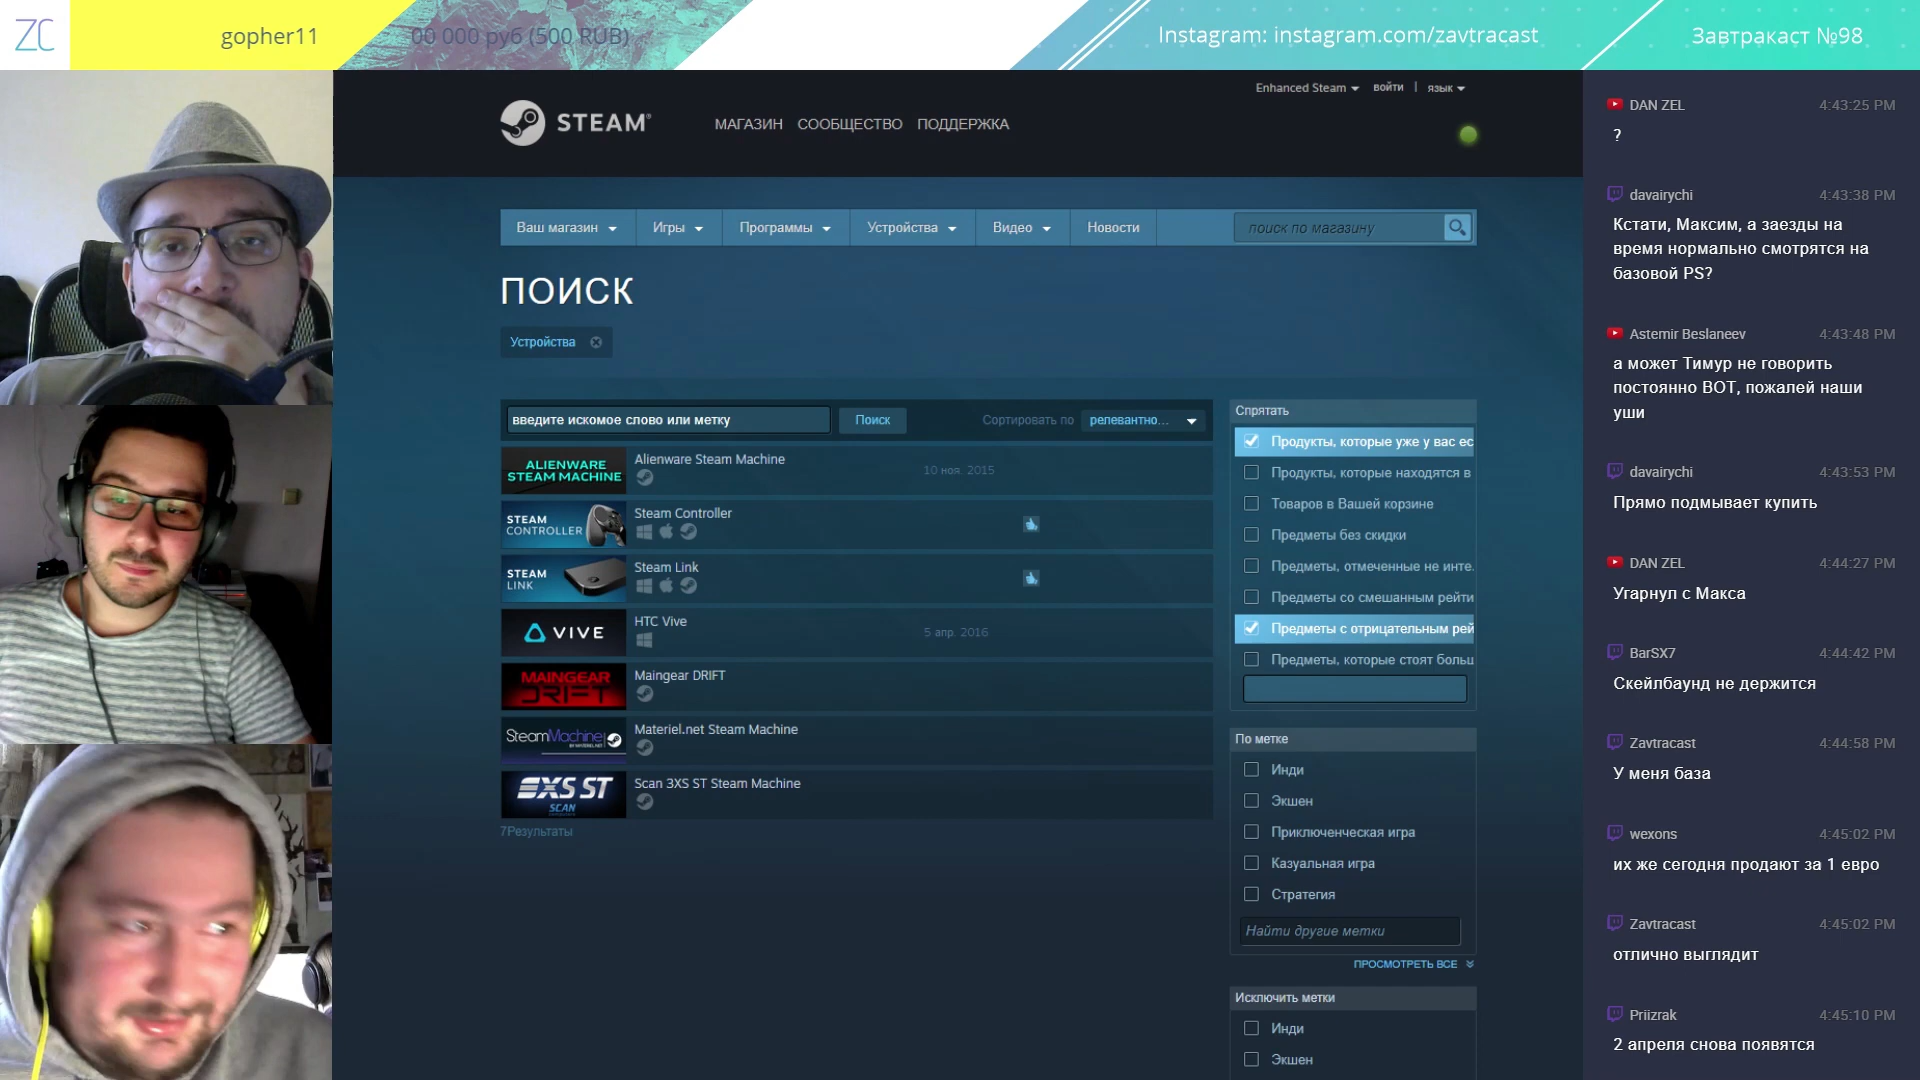 ZC
gopher11
00 000 руб (500 RUB)
Instagram: instagram.com/zavtracast
Завтракаст №98
Enhanced Steam
войти | язык
STEAM®
МАГАЗИН СООБЩЕСТВО ПОДДЕРЖКА
Ваш магазин Игры Программы Устройства Видео Новости
поиск по магазину
ПОИСК
Устройства
введите искомое слово или метку
Поиск
Сортировать по релевантно...
ALIENWARE
STEAM MACHINE
Alienware Steam Machine
10 ноя. 2015
STEAM
CONTROLLER
Steam Controller
STEAM
LINK
Steam Link
VIVE
HTC Vive
5 апр. 2016
MAINGEAR
DRIFT
Maingear DRIFT
SteamMachine
BY MATERIEL.NET
Materiel.net Steam Machine
3XS ST
SCAN
Scan 3XS ST Steam Machine
7Результаты
Спрятать
Продукты, которые уже у вас ес
Продукты, которые находятся в
Товаров в Вашей корзине
Предметы без скидки
Предметы, отмеченные не инте.
Предметы со смешанным рейти
Предметы с отрицательным рей
Предметы, которые стоят больш
По метке
Инди
Экшен
Приключенческая игра
Казуальная игра
Стратегия
Найти другие метки
ПРОСМОТРЕТЬ ВСЕ
Исключить метки
Инди
Экшен
DAN ZEL 4:43:25 PM
?
davairychi 4:43:38 PM
Кстати, Максим, а заезды на
время нормально смотрятся на
базовой PS?
Astemir Beslaneev 4:43:48 PM
а может Тимур не говорить
постоянно ВОТ, пожалей наши
уши
davairychi 4:43:53 PM
Прямо подмывает купить
DAN ZEL 4:44:27 PM
Угарнул с Макса
BarSX7 4:44:42 PM
Скейлбаунд не держится
Zavtracast 4:44:58 PM
У меня база
wexons 4:45:02 PM
их же сегодня продают за 1 евро
Zavtracast 4:45:02 PM
отлично выглядит
Priizrak 4:45:10 PM
2 апреля снова появятся